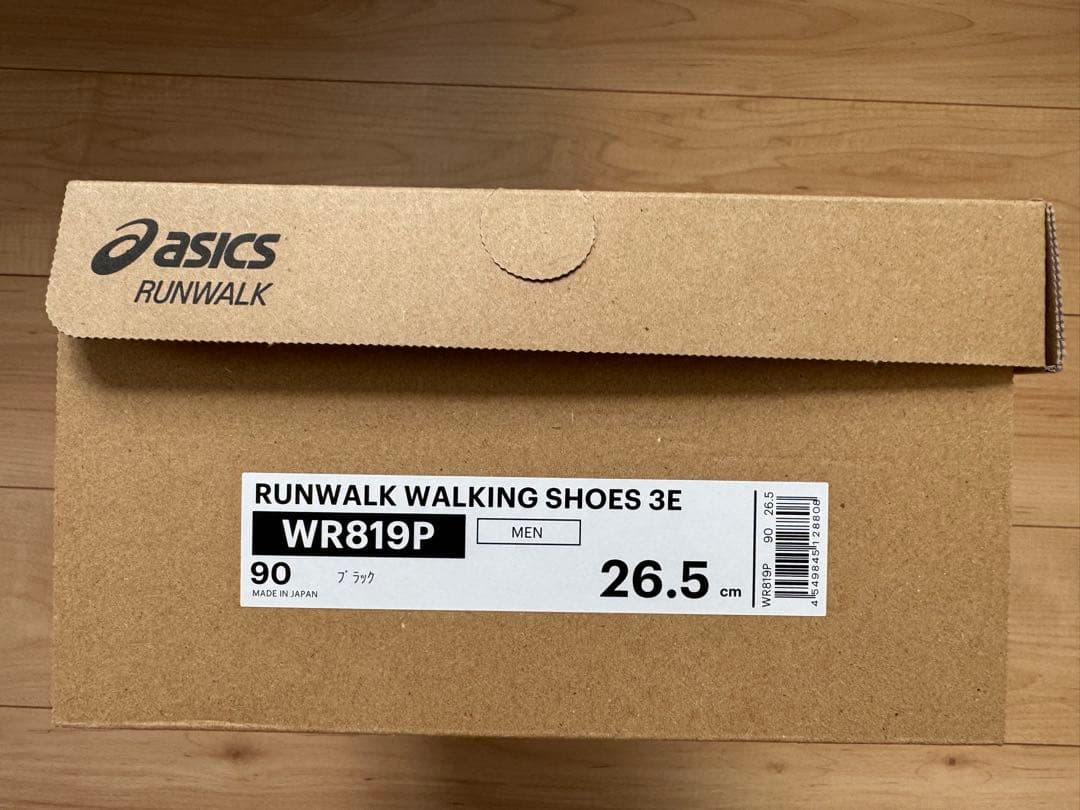 asics
RUNWALK
RUNWALK WALKING SHOES 3E
WR819P
MEN
90 ブラック
26.5 cm
MADE IN JAPAN
WR819P 90 26.5
4549845128808